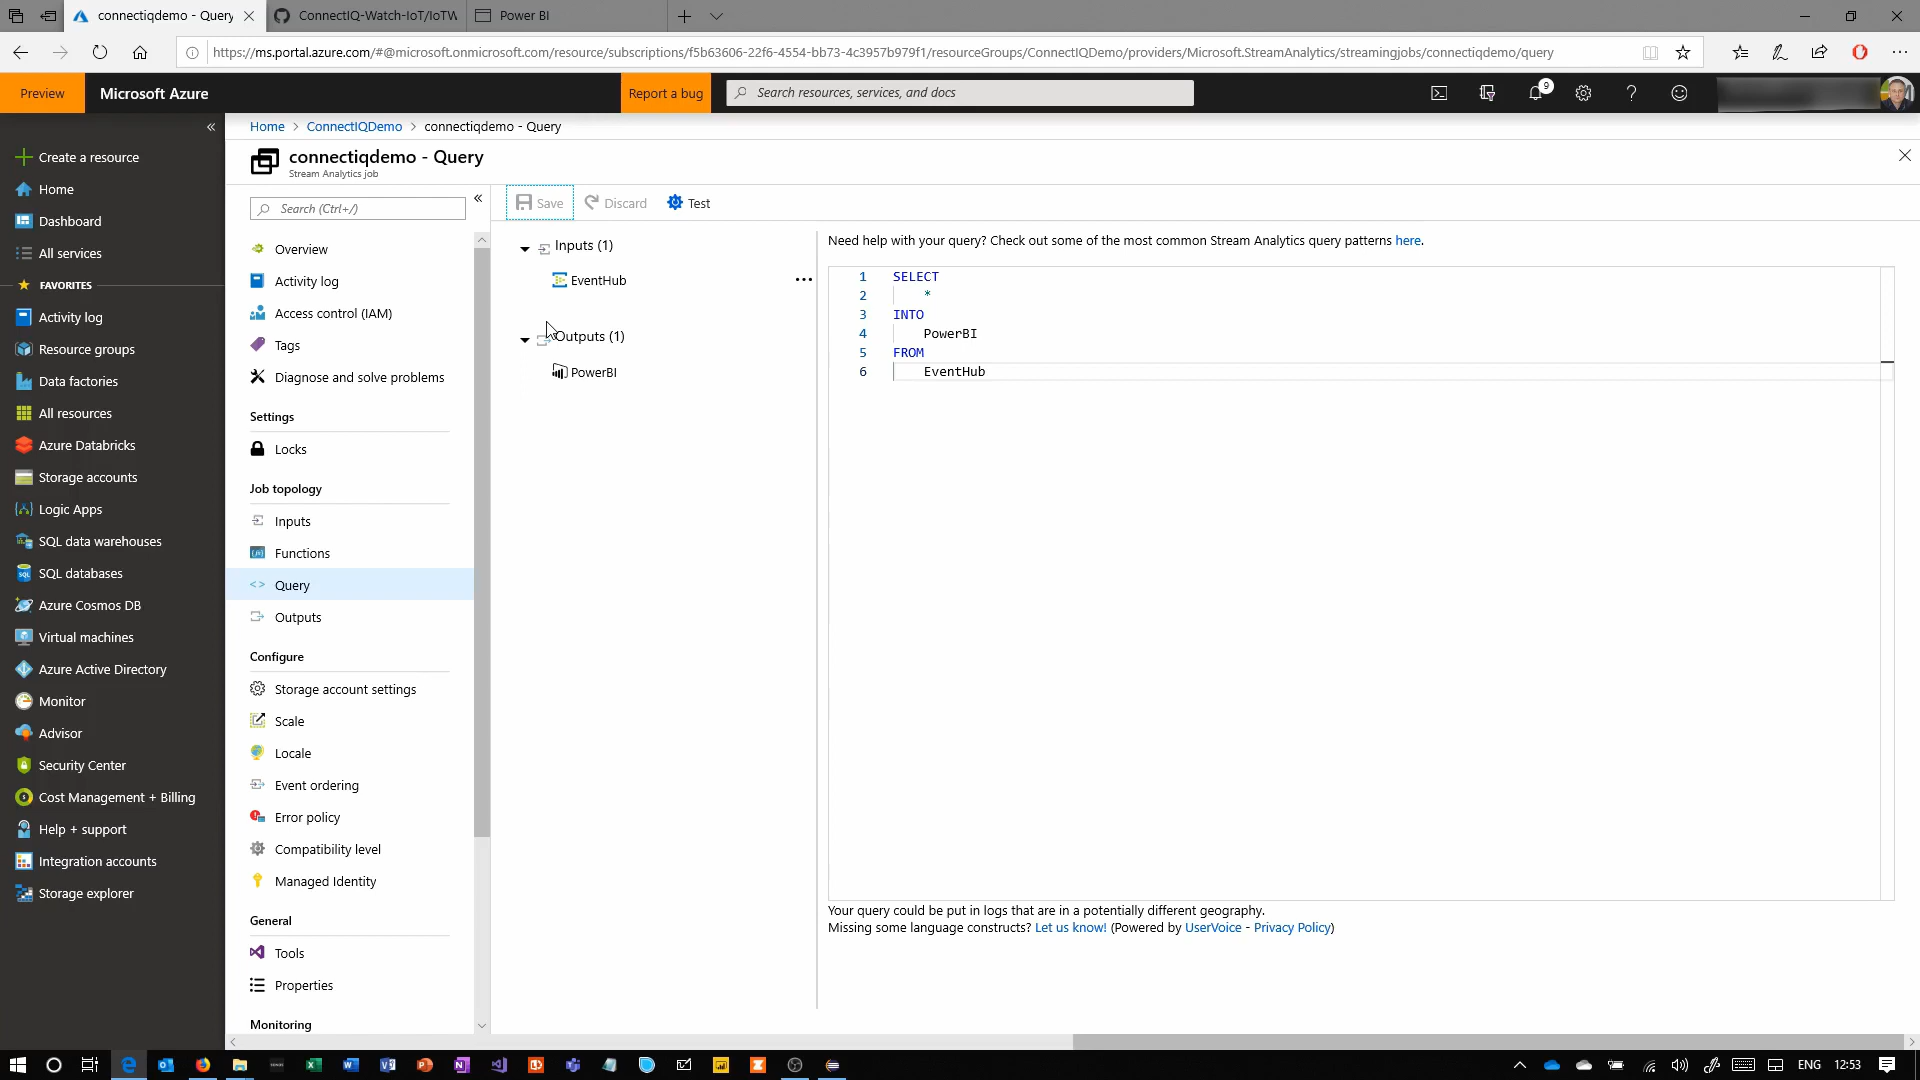 connectiqdemo - Query
ConnectIQ-Watch-IoT/IoTW
Power BI
https://ms.portal.azure.com/#@microsoft.onmicrosoft.com/resource/subscriptions/f5b63606-22f6-4554-bb73-4c3957b979f1/resourceGroups/ConnectIQDemo/providers/Microsoft.StreamAnalytics/streamingjobs/connectiqdemo/query
Preview
Microsoft Azure
Report a bug
Search resources, services, and docs
9
Home > ConnectIQDemo > connectiqdemo - Query
connectiqdemo - Query
Stream Analytics job
Create a resource
Home
Dashboard
All services
FAVORITES
Activity log
Resource groups
Data factories
All resources
Azure Databricks
Storage accounts
Logic Apps
SQL data warehouses
SQL databases
Azure Cosmos DB
Virtual machines
Azure Active Directory
Monitor
Advisor
Security Center
Cost Management + Billing
Help + support
Integration accounts
Storage explorer
Search (Ctrl+/)
Overview
Activity log
Access control (IAM)
Tags
Diagnose and solve problems
Settings
Locks
Job topology
Inputs
Functions
Query
Outputs
Configure
Storage account settings
Scale
Locale
Event ordering
Error policy
Compatibility level
Managed Identity
General
Tools
Properties
Monitoring
Save
Discard
Test
Inputs (1)
EventHub
Outputs (1)
PowerBI
Need help with your query? Check out some of the most common Stream Analytics query patterns here.
1 SELECT
2 *
3 INTO
4 PowerBI
5 FROM
6 EventHub
Your query could be put in logs that are in a potentially different geography.
Missing some language constructs? Let us know! (Powered by UserVoice - Privacy Policy)
ENG
12:53